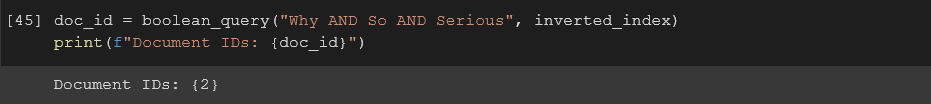 [45] doc_id = boolean_query("Why AND So AND Serious", inverted_index)
print(f"Document IDs: {doc_id}")
Document IDs: {2}